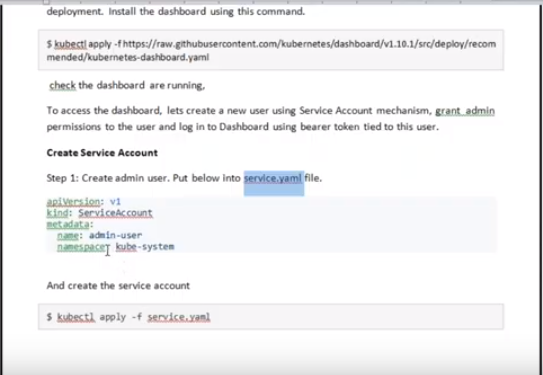 deployment. Install the dashboard using this command.
$ kubectl apply -f https://raw.githubusercontent.com/kubernetes/dashboard/v1.10.1/src/deploy/recom
mended/kubernetes-dashboard.yaml
check the dashboard are running,
To access the dashboard, lets create a new user using Service Account mechanism, grant admin
permissions to the user and log in to Dashboard using bearer token tied to this user.
Create Service Account
Step 1: Create admin user. Put below into service.yaml file.
apiVersion: v1
kind: ServiceAccount
metadata:
  name: admin-user
  namespace: kube-system
And create the service account
$ kubectl apply -f service.yaml